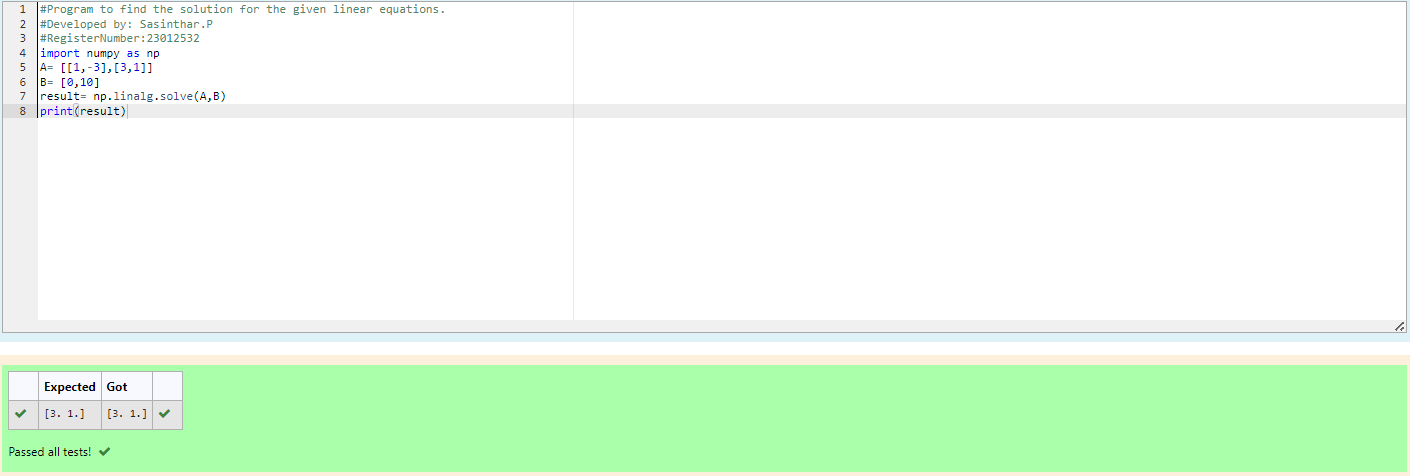 1 #Program to find the solution for the given linear equations.
2 #Developed by: Sasinthar.P
3 #RegisterNumber:23012532
4 import numpy as np
5 A= [[1,-3],[3,1]]
6 B= [0,10]
7 result= np.linalg.solve(A,B)
8 print(result)
Expected Got
[3. 1.] [3. 1.]
Passed all tests!